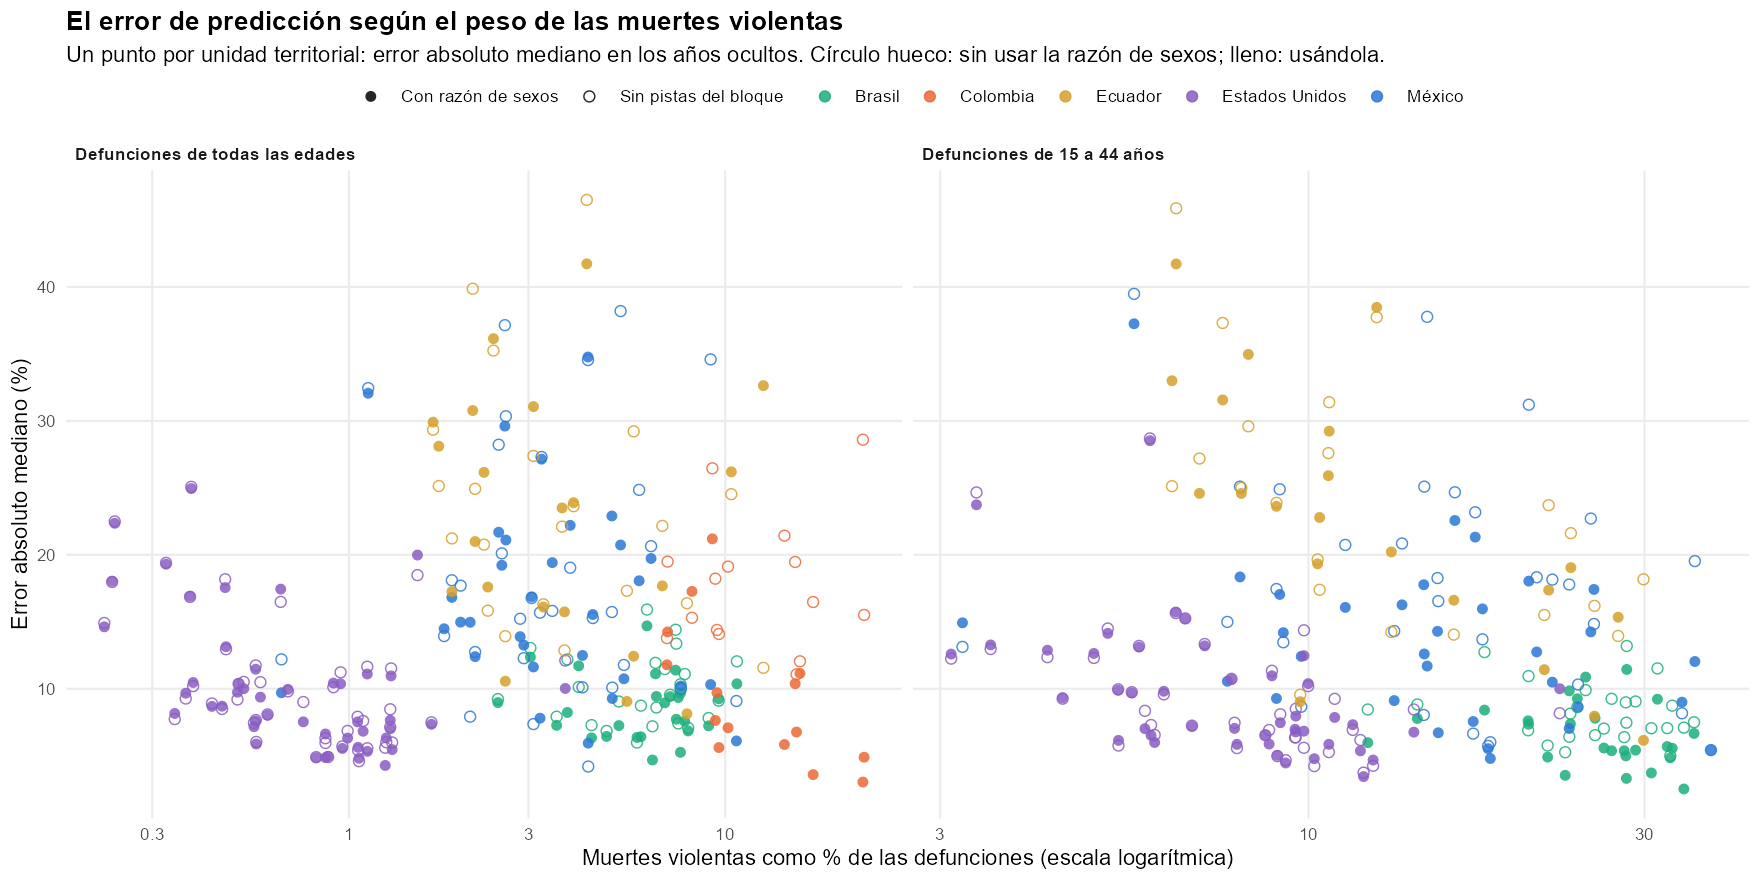 El error de predicción según el peso de las muertes violentas
Un punto por unidad territorial: error absoluto mediano en los años ocultos. Círculo hueco: sin usar la razón de sexos; lleno: usándola.
Con razón de sexos Sin pistas del bloque Brasil Colombia Ecuador Estados Unidos México
Defunciones de todas las edades Defunciones de 15 a 44 años
Error absoluto mediano (%)
40
30
20
10
0.3 1 3 10 3 10 30
Muertes violentas como % de las defunciones (escala logarítmica)